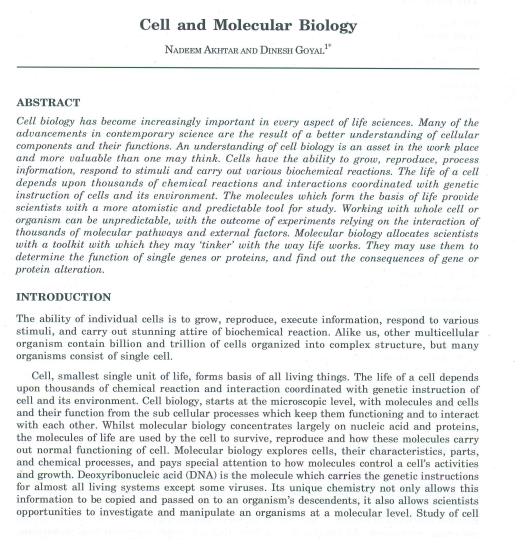 Cell and Molecular Biology
NADEEM AKHTAR AND DINESH GOYAL1*
ABSTRACT
Cell biology has become increasingly important in every aspect of life sciences. Many of the
advancements in contemporary science are the result of a better understanding of cellular
components and their functions. An understanding of cell biology is an asset in the work place
and more valuable than one may think. Cells have the ability to grow, reproduce, process
information, respond to stimuli and carry out various biochemical reactions. The life of a cell
depends upon thousands of chemical reactions and interactions coordinated with genetic
instruction of cells and its environment. The molecules which form the basis of life provide
scientists with a more atomistic and predictable tool for study. Working with whole cell or
organism can be unpredictable, with the outcome of experiments relying on the interaction of
thousands of molecular pathways and external factors. Molecular biology allocates scientists
with a toolkit with which they may 'tinker' with the way life works. They may use them to
determine the function of single genes or proteins, and find out the consequences of gene or
protein alteration.
INTRODUCTION
The ability of individual cells is to grow, reproduce, execute information, respond to various
stimuli, and carry out stunning attire of biochemical reaction. Alike us, other multicellular
organism contain billion and trillion of cells organized into complex structure, but many
organisms consist of single cell.
Cell, smallest single unit of life, forms basis of all living things. The life of a cell depends
upon thousands of chemical reaction and interaction coordinated with genetic instruction of
cell and its environment. Cell biology, starts at the microscopic level, with molecules and cells
and their function from the sub cellular processes which keep them functioning and to interact
with each other. Whilst molecular biology concentrates largely on nucleic acid and proteins,
the molecules of life are used by the cell to survive, reproduce and how these molecules carry
out normal functioning of cell. Molecular biology explores cells, their characteristics, parts,
and chemical processes, and pays special attention to how molecules control a cell's activities
and growth. Deoxyribonucleic acid (DNA) is the molecule which carries the genetic instructions
for almost all living systems except some viruses. Its unique chemistry not only allows this
information to be copied and passed on to an organism's descendents, it also allows scientists
opportunities to investigate and manipulate an organisms at a molecular level. Study of cell